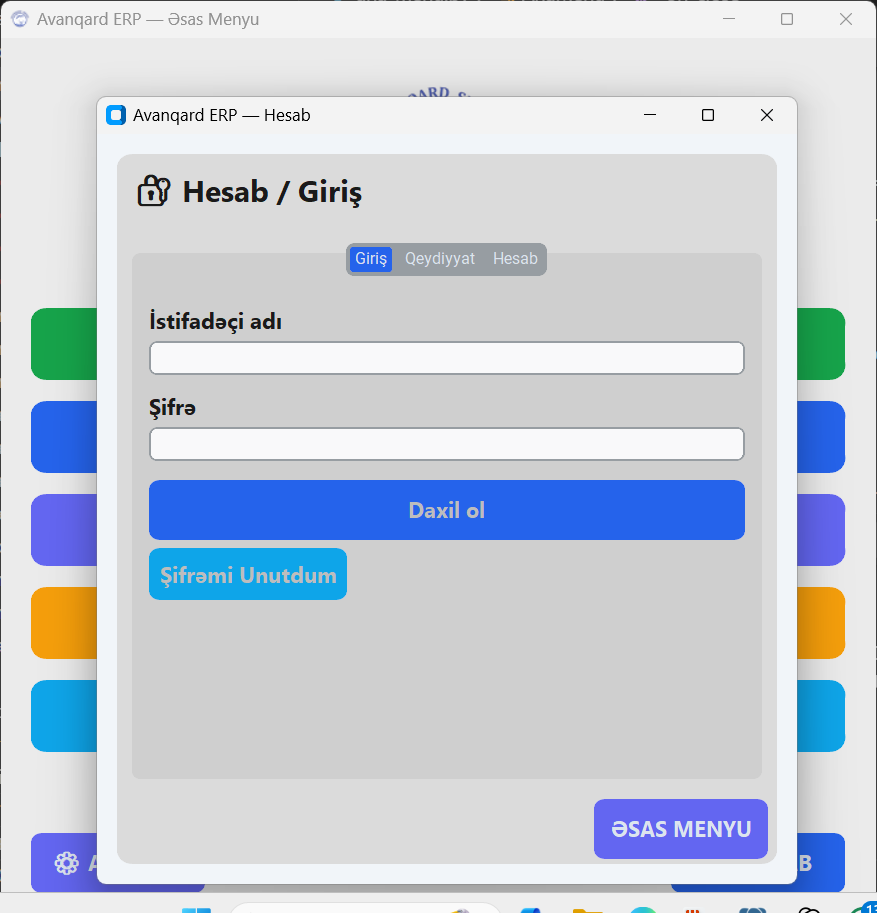 Avanqard ERP — Əsas Menyu
Avanqard ERP — Hesab
Hesab / Giriş
Giriş Qeydiyyat Hesab
İstifadəçi adı
Şifrə
Daxil ol
Şifrəmi Unutdum
ƏSAS MENYU